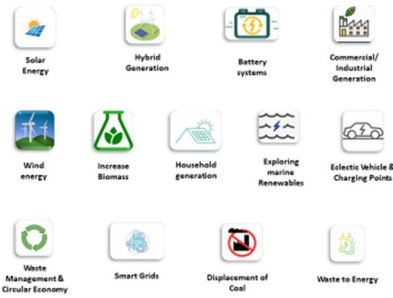 Solar
Energy
Hybrid
Generation
Battery
systems
Commercial/
Industrial
Generation
Wind
energy
Increase
Biomass
Household
generation
Exploring
marine
Renewables
Eclectic Vehicle &
Charging Points
Waste
Management &
Circular Economy
Smart Grids
Displacement of
Coal
Waste to Energy